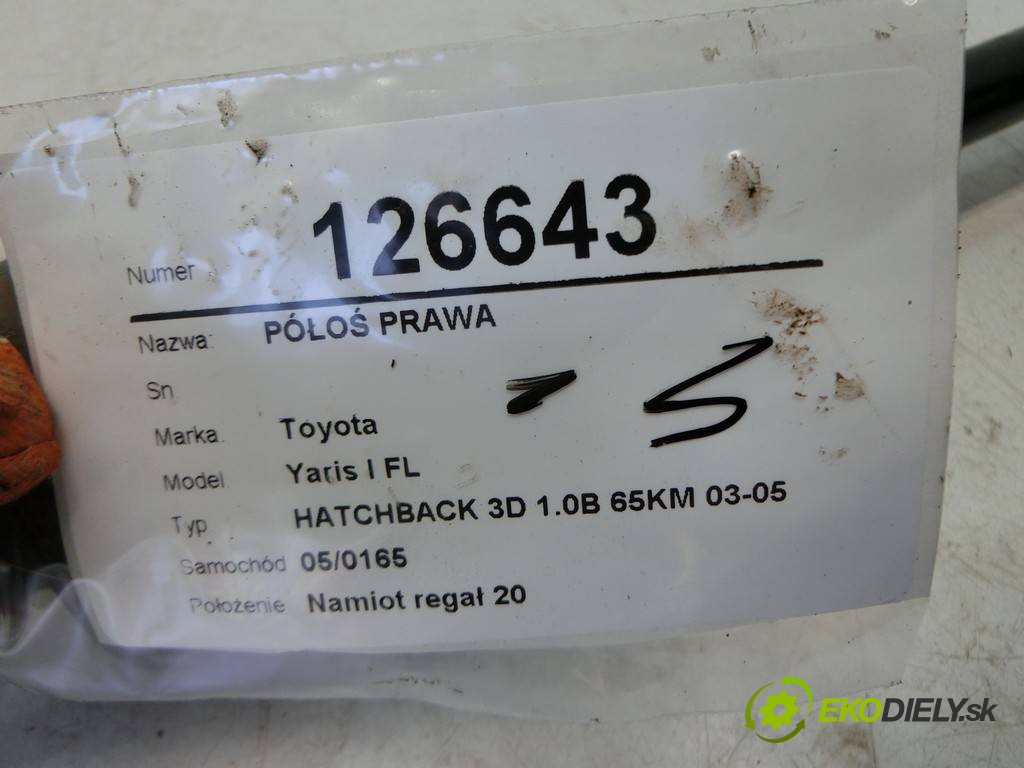 Numer 126643
Nazwa: PÓŁOŚ PRAWA
Sn
Marka. Toyota
Model Yaris I FL
Typ HATCHBACK 3D 1.0B 65KM 03-05
Samochód 05/0165
Położenie Namiot regał 20
EKODIELY.sk